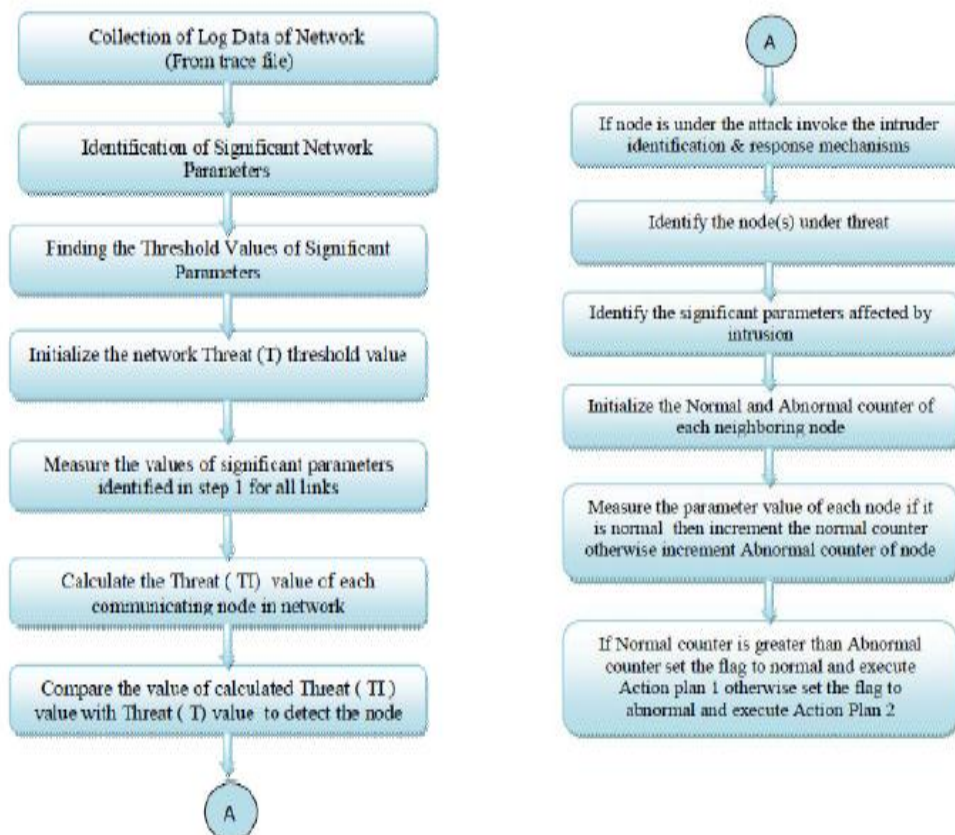 Collection of Log Data of Network
(From trace file)
Identification of Significant Network
Parameters
Finding the Threshold Values of Significant
Parameters
Initialize the network Threat (T) threshold value
Measure the values of significant parameters
identified in step 1 for all links
Calculate the Threat ( TI) value of each
communicating node in network
Compare the value of calculated Threat ( TI )
value with Threat ( T) value to detect the node
A
A
If node is under the attack invoke the intruder
identification & response mechanisms
Identify the node(s) under threat
Identify the significant parameters affected by
intrusion
Initialize the Normal and Abnormal counter of
each neighboring node
Measure the parameter value of each node if it
is normal then increment the normal counter
otherwise increment Abnormal counter of node
If Normal counter is greater than Abnormal
counter set the flag to normal and execute
Action plan 1 otherwise set the flag to
abnormal and execute Action Plan 2